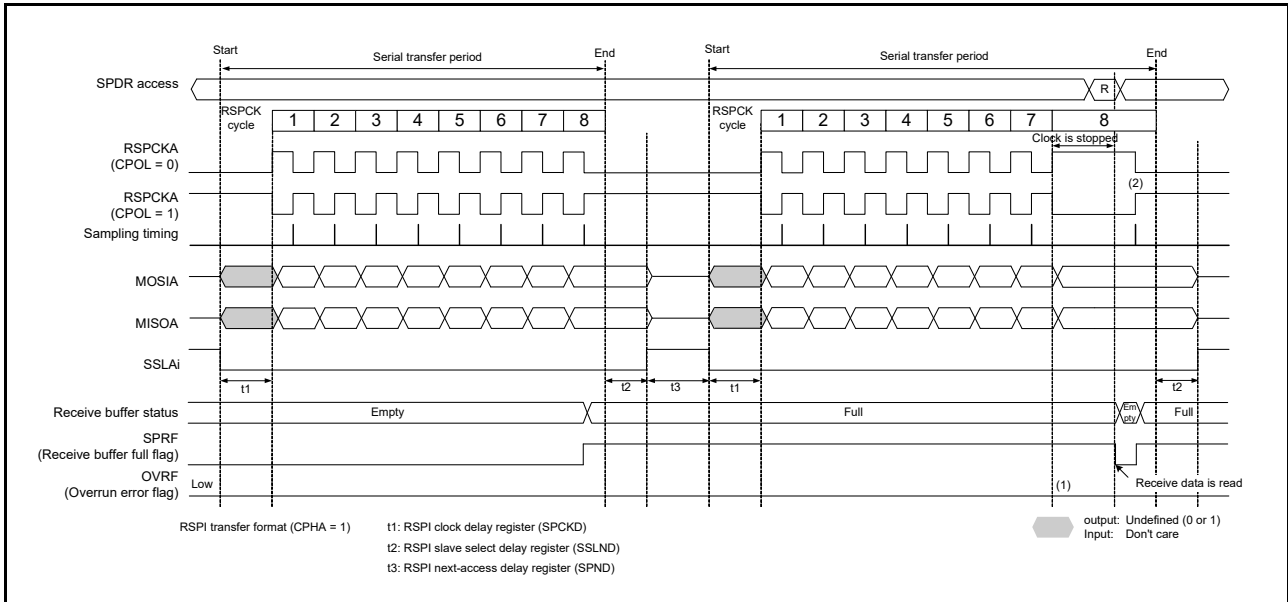 Start Serial transfer period End Start Serial transfer period End
SPDR access R
RSPCK cycle 1 2 3 4 5 6 7 8 RSPCK cycle 1 2 3 4 5 6 7 8
Clock is stopped
RSPCKA
(CPOL = 0)
RSPCKA
(CPOL = 1)
(2)
Sampling timing
MOSIA
MISOA
SSLAi
t1 t2 t3 t1 t2
Receive buffer status Empty Full Em pty Full
SPRF
(Receive buffer full flag)
OVRF
(Overrun error flag)
Low (1) Receive data is read
RSPI transfer format (CPHA = 1)
t1: RSPI clock delay register (SPCKD)
t2: RSPI slave select delay register (SSLND)
t3: RSPI next-access delay register (SPND)
output: Undefined (0 or 1)
Input: Don't care